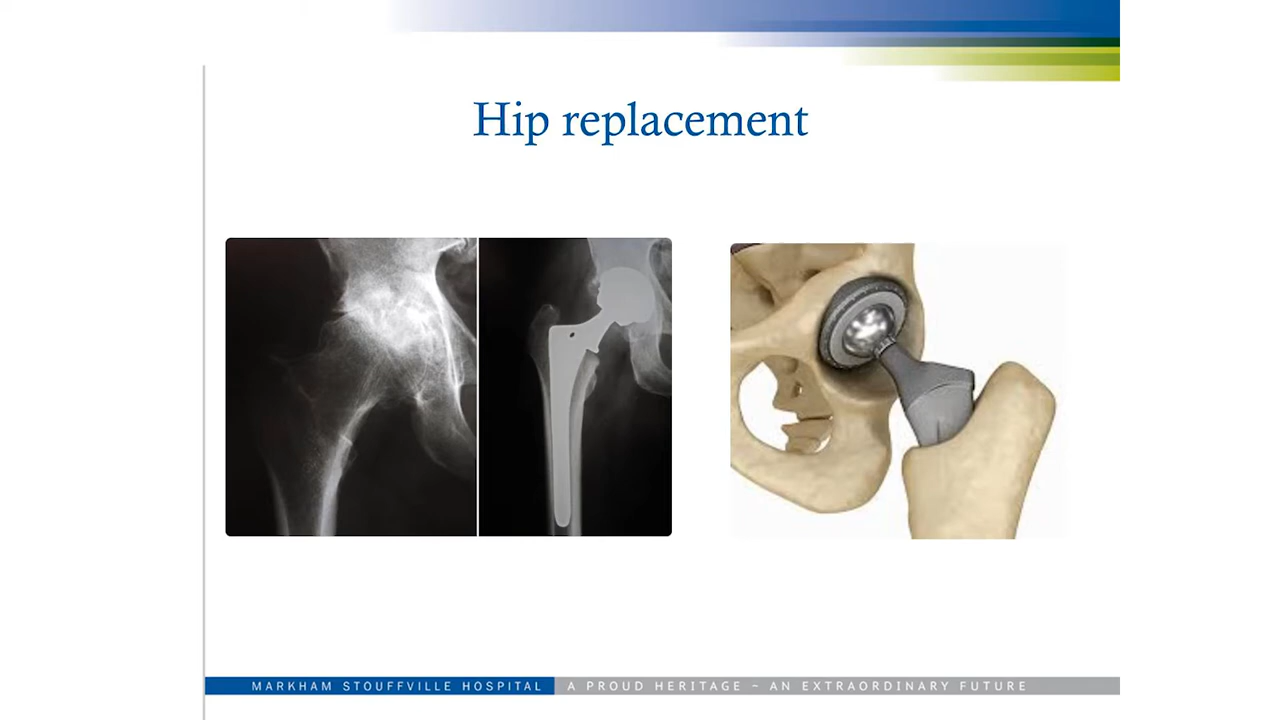 Hip replacement
MARKHAM STOUFFVILLE HOSPITAL A PROUD HERITAGE – AN EXTRAORDINARY FUTURE